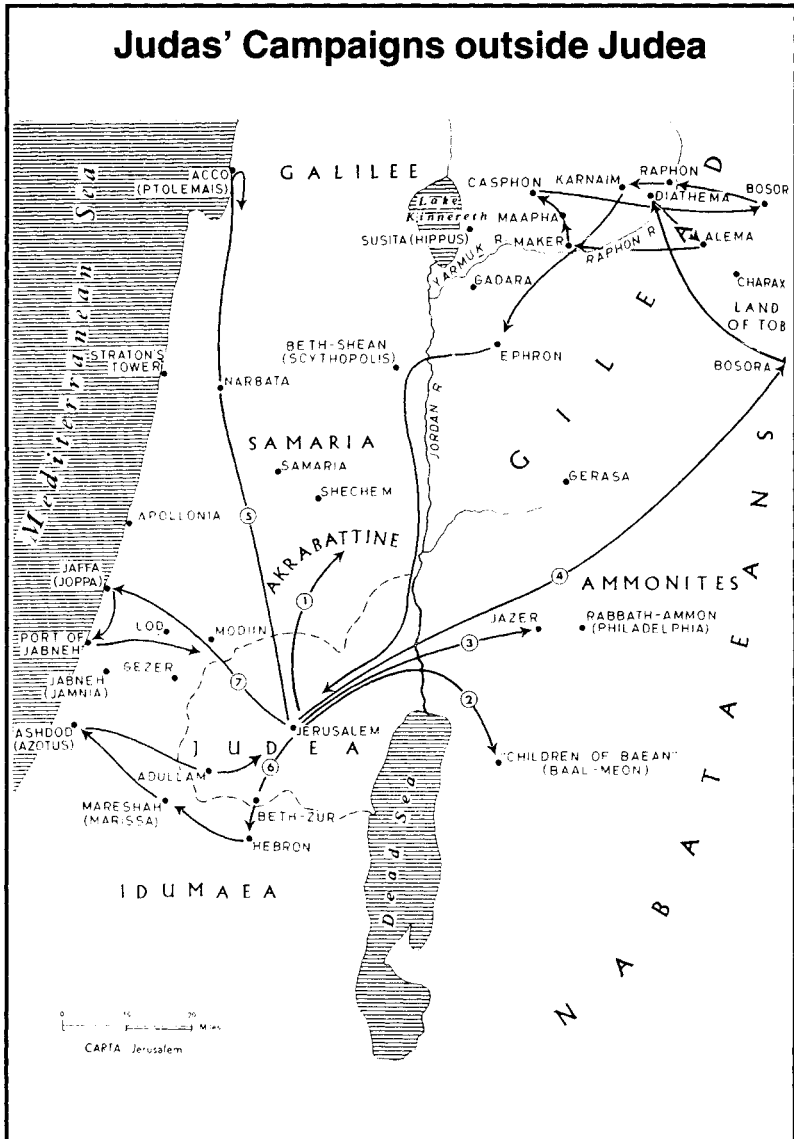 Judas’ Campaigns outside Judea
Mediterranean Sea
ACCO
(PTOLEMAIS)
GALILEE
Lake
Kinnereth
SUSITA (HIPPUS)
CASPHON
KARNAIM
RAPHON
DIATHEMA
BOSOR
MAAPHA
MAKER
RAPHON R
ALEMA
YARMUK R
GADARA
CHARAX
LAND
OF TOB
GILEAD
BOSORA
STRATON'S
TOWER
BETH-SHEAN
(SCYTHOPOLIS)
EPHRON
NARBATA
JORDAN R
SAMARIA
SAMARIA
SHECHEM
GERASA
APOLLONIA
5
AKRABATTINE
1
4
AMMONITES
JAFFA
(JOPPA)
JAZER
RABBATH-AMMON
(PHILADELPHIA)
3
PORT OF
JABNEH
LOD
MODIIN
GEZER
JABNEH
(JAMNIA)
7
2
JERUSALEM
ASHDOD
(AZOTUS)
JUDEA
6
"CHILDREN OF BAEAN"
(BAAL-MEON)
ADULLAM
MARESHAH
(MARISSA)
BETH-ZUR
HEBRON
Dead Sea
IDUMAEA
NABATAEANS
0 15 20 Miles
CARTA Jerusalem